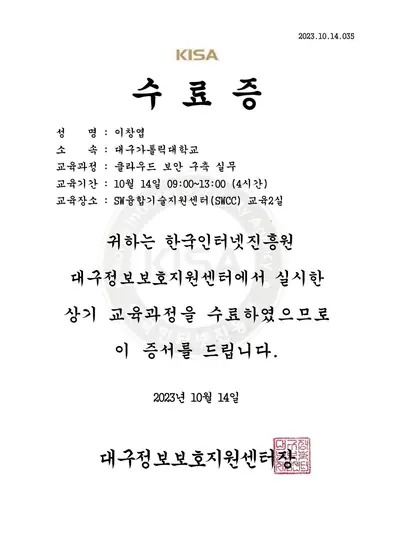 2023.10.14.035
KISA
수 료 증
성 명 : 이창엽
소 속 : 대구가톨릭대학교
교육과정 : 클라우드 보안 구축 실무
교육기간 : 10월 14일 09:00~13:00 (4시간)
교육장소 : SW융합기술지원센터(SWCC) 교육2실
귀하는 한국인터넷진흥원
대구정보보호지원센터에서 실시한
상기 교육과정을 수료하였으므로
이 증서를 드립니다.
KISA
2023년 10월 14일
대구정보보호지원센터장